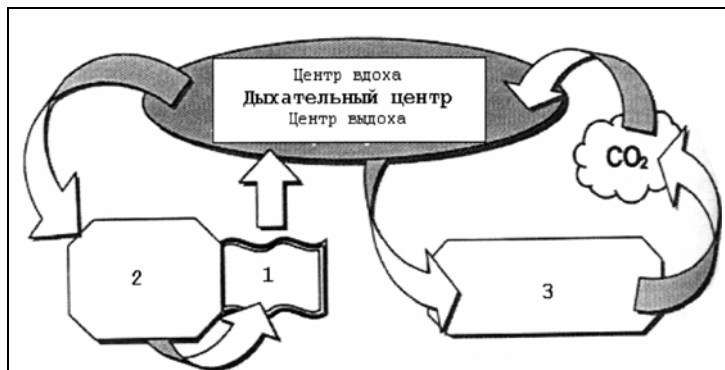 Центр вдоха
Дыхательный центр
Центр выдоха
CO₂
2
1
3